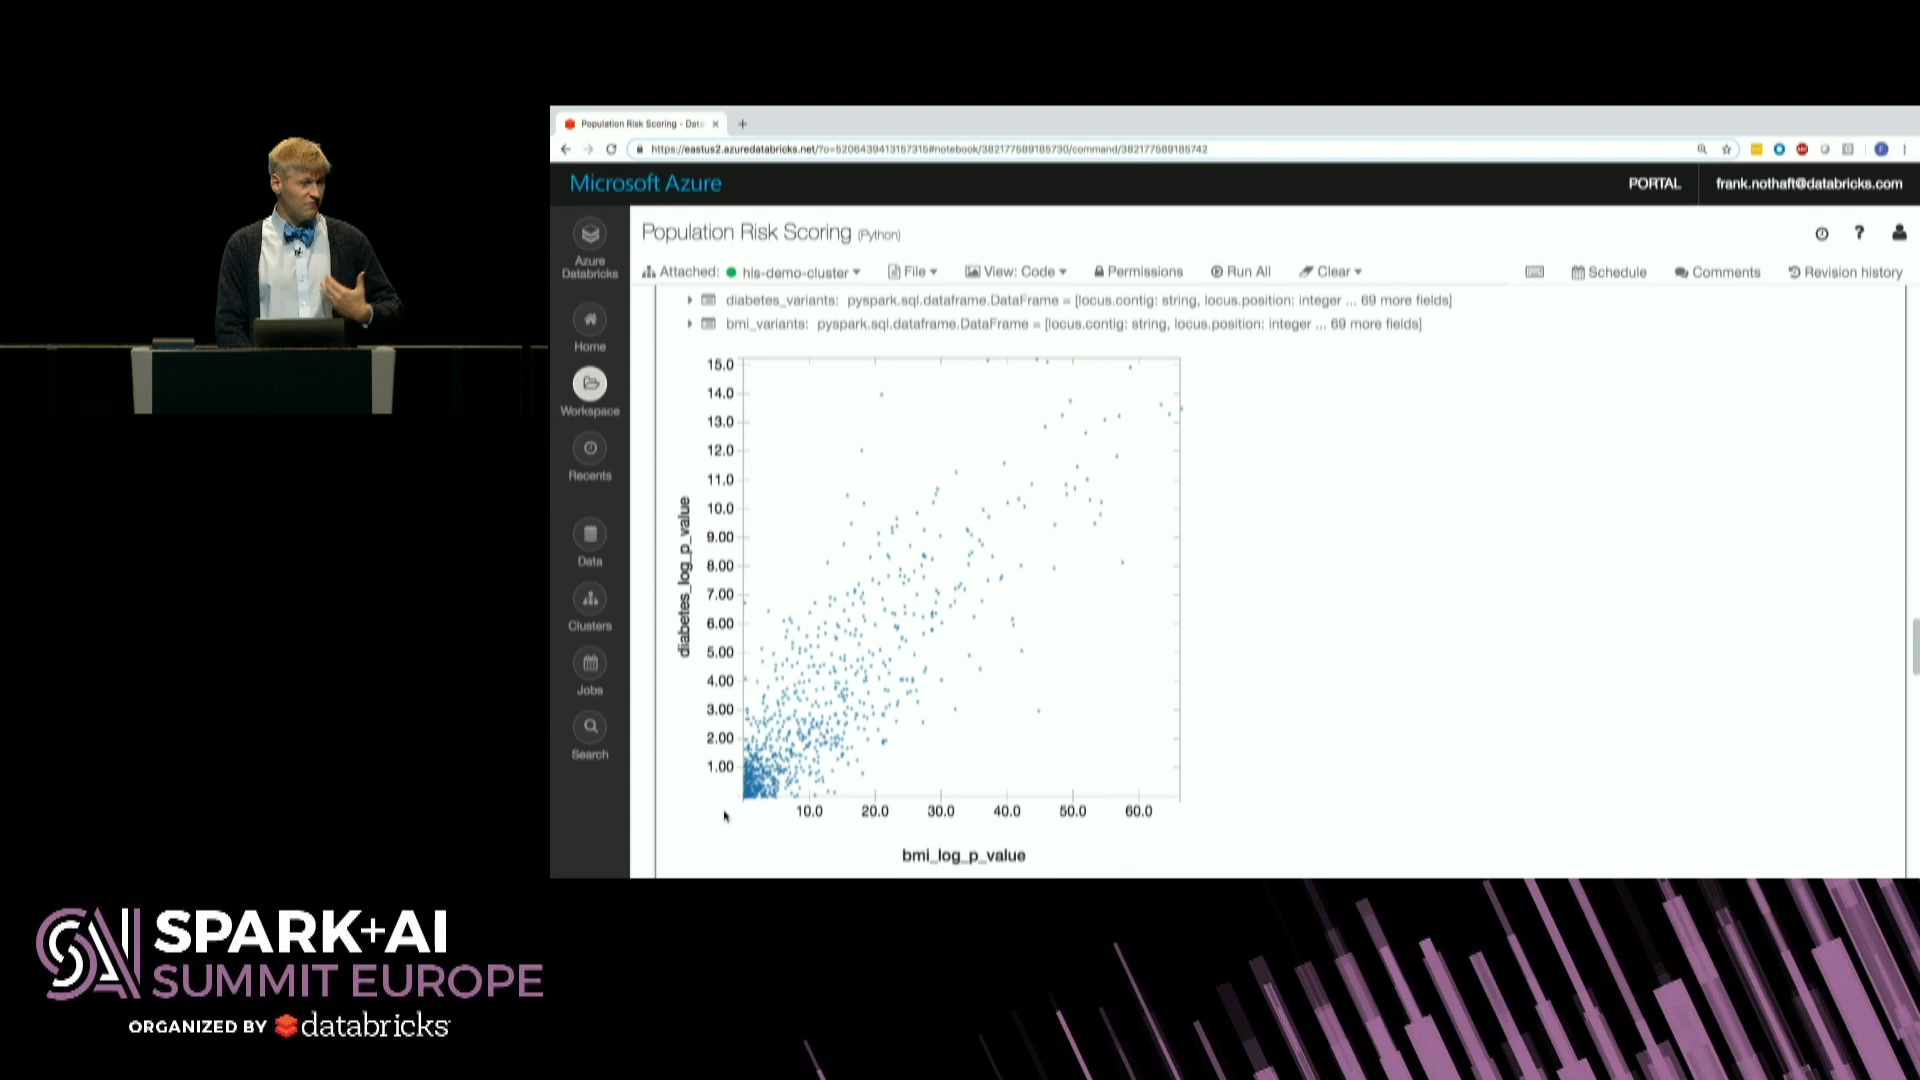 Population Risk Scoring - Data
https://eastus2.azuredatabricks.net/?o=5206439413157315#notebook/382177589185730/command/382177589185742
Microsoft Azure
PORTAL
frank.nothaft@databricks.com
Azure Databricks
Home
Workspace
Recents
Data
Clusters
Jobs
Search
Population Risk Scoring (Python)
Attached: hls-demo-cluster
File
View: Code
Permissions
Run All
Clear
Schedule
Comments
Revision history
diabetes_variants: pyspark.sql.dataframe.DataFrame = [locus.contig: string, locus.position: integer ... 69 more fields]
bmi_variants: pyspark.sql.dataframe.DataFrame = [locus.contig: string, locus.position: integer ... 69 more fields]
diabetes_log_p_value
15.0
14.0
13.0
12.0
11.0
10.0
9.00
8.00
7.00
6.00
5.00
4.00
3.00
2.00
1.00
10.0 20.0 30.0 40.0 50.0 60.0
bmi_log_p_value
SPARK+AI
SUMMIT EUROPE
ORGANIZED BY databricks